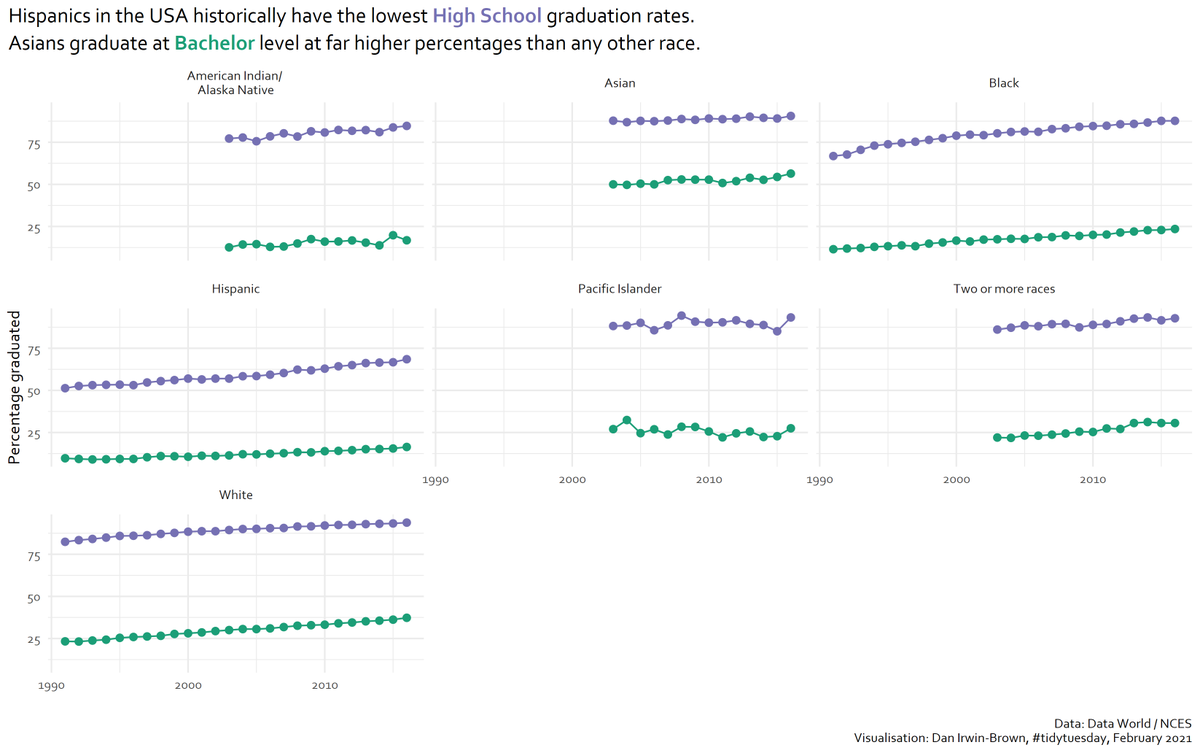 Hispanics in the USA historically have the lowest High School graduation rates.
Asians graduate at Bachelor level at far higher percentages than any other race.
American Indian/
Alaska Native
Asian
Black
75
50
25
Hispanic
Pacific Islander
Two or more races
Percentage graduated
75
50
25
1990
2000
2010
1990
2000
2010
White
75
50
25
1990
2000
2010
Data: Data World / NCES
Visualisation: Dan Irwin-Brown, #tidytuesday, February 2021